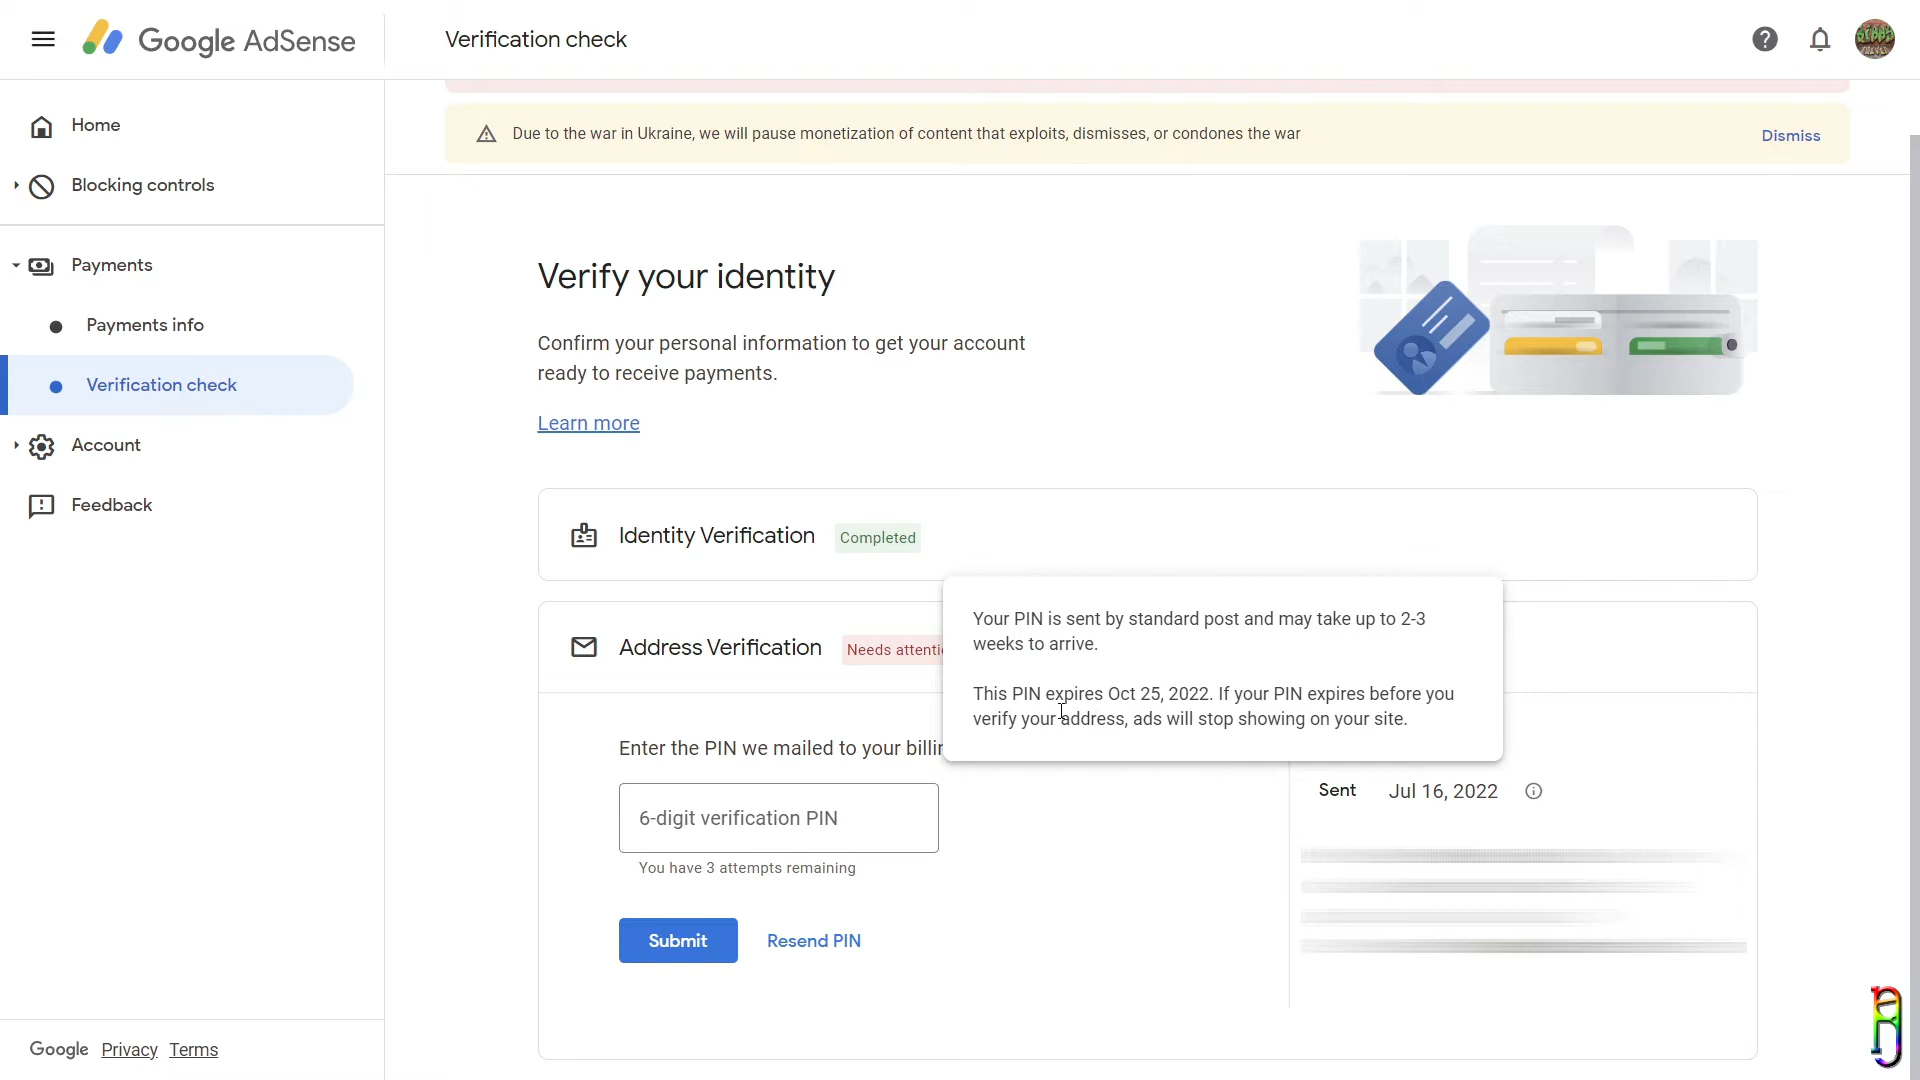 Google AdSense
Verification check
Home
Due to the war in Ukraine, we will pause monetization of content that exploits, dismisses, or condones the war
Dismiss
Blocking controls
Payments
Payments info
Verification check
Account
Feedback
Verify your identity
Confirm your personal information to get your account
ready to receive payments.
Learn more
Identity Verification
Completed
Address Verification
Needs attenti
Your PIN is sent by standard post and may take up to 2-3
weeks to arrive.
This PIN expires Oct 25, 2022. If your PIN expires before you
verify your address, ads will stop showing on your site.
Enter the PIN we mailed to your billin
6-digit verification PIN
You have 3 attempts remaining
Sent
Jul 16, 2022
Submit
Resend PIN
Google
Privacy
Terms